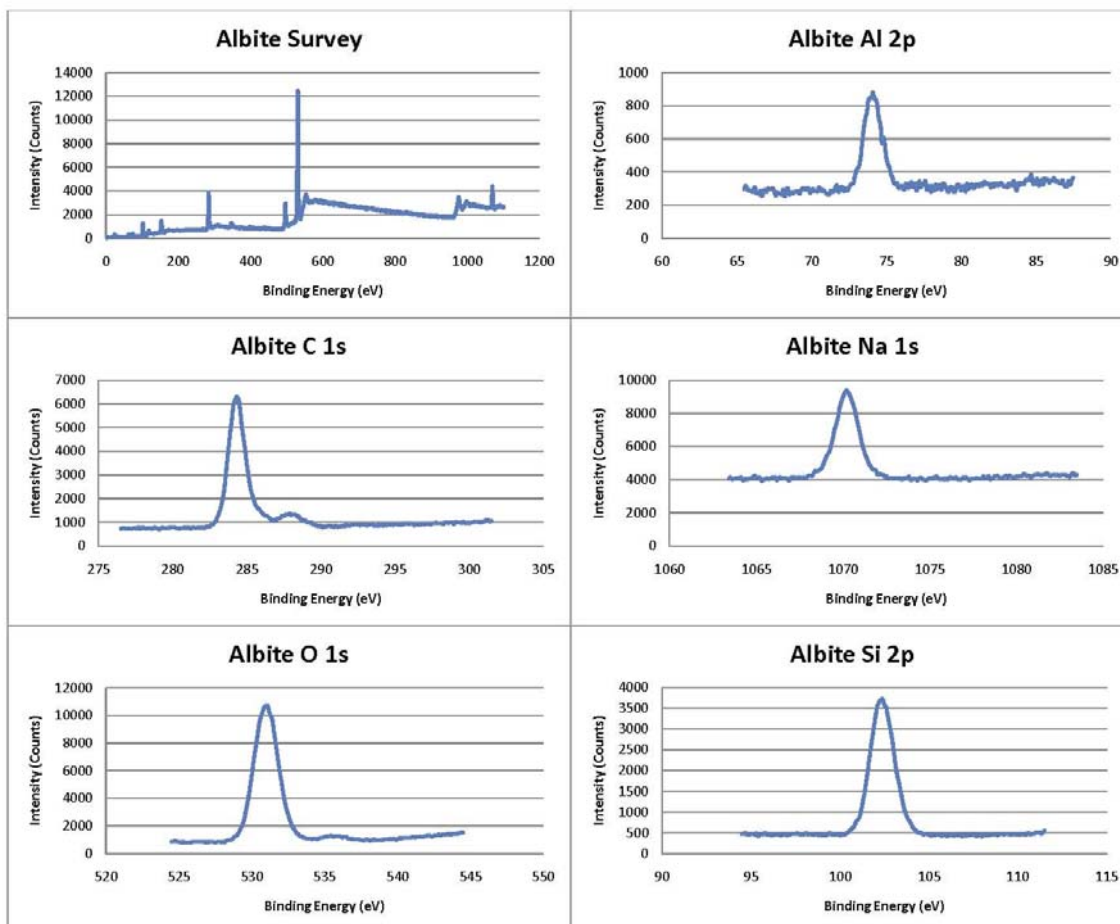 Albite Survey
Intensity (Counts)
14000
12000
10000
8000
6000
4000
2000
0
0 200 400 600 800 1000 1200
Binding Energy (eV)
Albite Al 2p
Intensity (Counts)
1000
800
600
400
200
0
60 65 70 75 80 85 90
Binding Energy (eV)
Albite C 1s
Intensity (Counts)
7000
6000
5000
4000
3000
2000
1000
0
275 280 285 290 295 300 305
Binding Energy (eV)
Albite Na 1s
Intensity (Counts)
10000
8000
6000
4000
2000
0
1060 1065 1070 1075 1080 1085
Binding Energy (eV)
Albite O 1s
Intensity (Counts)
12000
10000
8000
6000
4000
2000
0
520 525 530 535 540 545 550
Binding Energy (eV)
Albite Si 2p
Intensity (Counts)
4000
3500
3000
2500
2000
1500
1000
500
0
90 95 100 105 110 115
Binding Energy (eV)